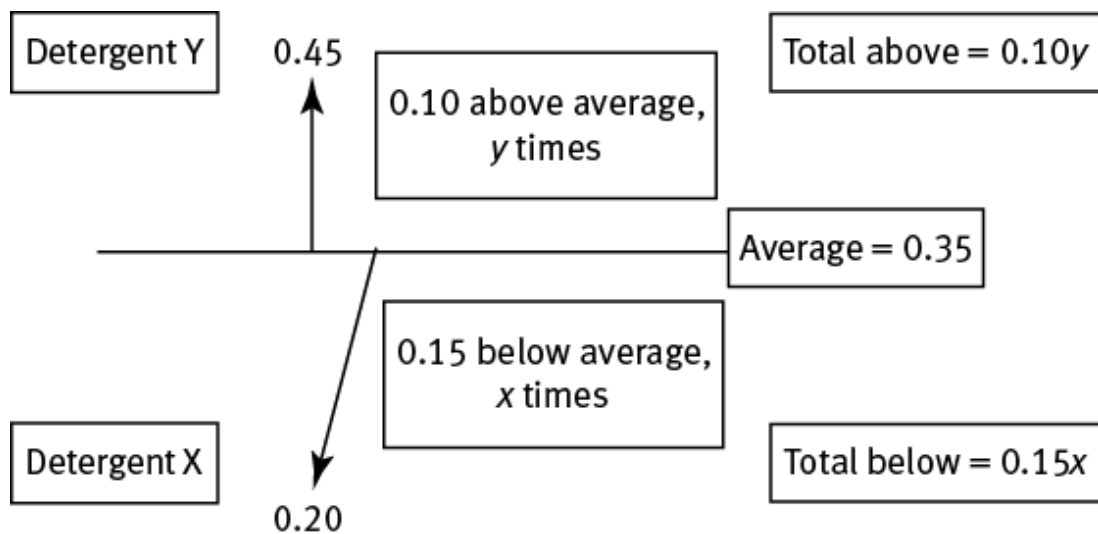 Detergent Y
0.45
0.10 above average,
y times
Total above = 0.10y
Average = 0.35
0.15 below average,
x times
Detergent X
0.20
Total below = 0.15x